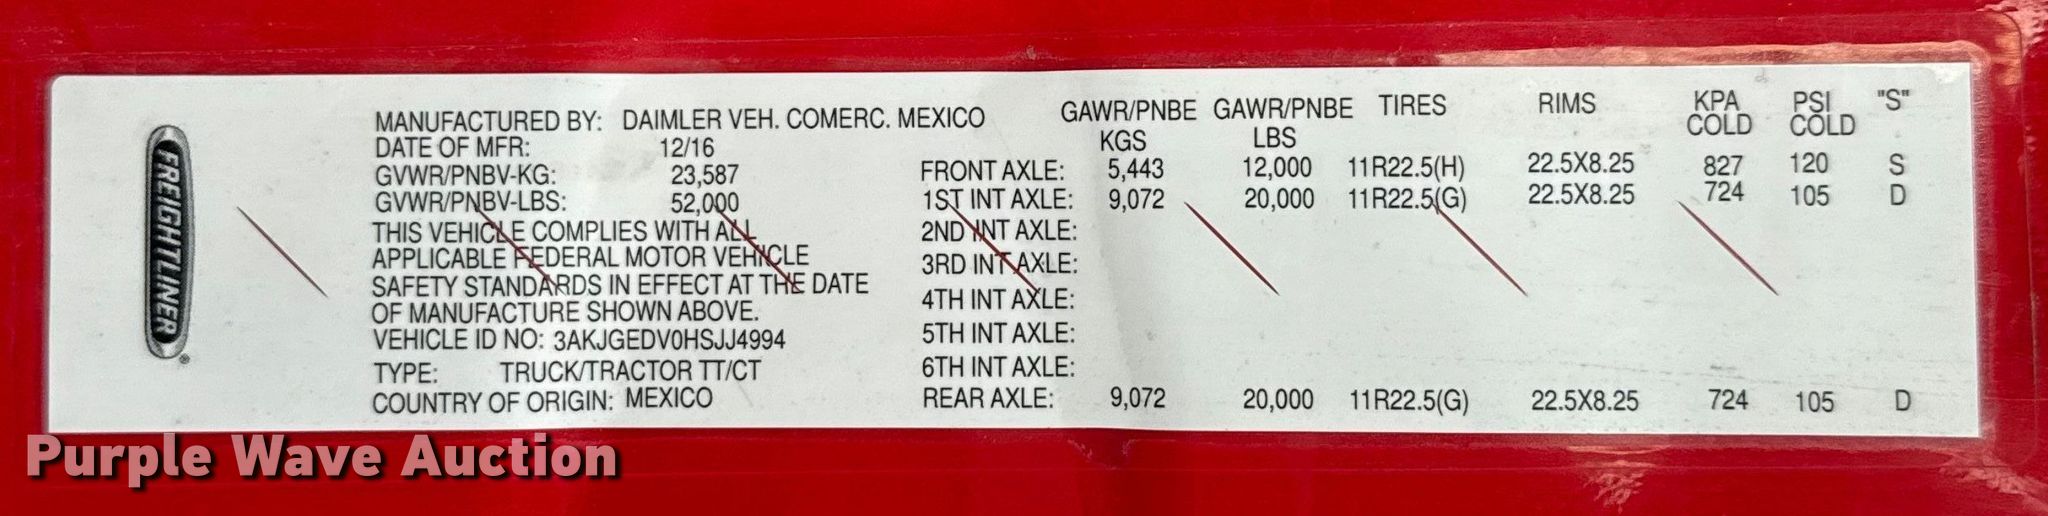 FREIGHTLINER
MANUFACTURED BY: DAIMLER VEH. COMERC. MEXICO
DATE OF MFR: 12/16
GVWR/PNBV-KG: 23,587
GVWR/PNBV-LBS: 52,000
THIS VEHICLE COMPLIES WITH ALL
APPLICABLE FEDERAL MOTOR VEHICLE
SAFETY STANDARDS IN EFFECT AT THE DATE
OF MANUFACTURE SHOWN ABOVE.
VEHICLE ID NO: 3AKJGEDV0HSJJ4994
TYPE: TRUCK/TRACTOR TT/CT
COUNTRY OF ORIGIN: MEXICO
GAWR/PNBE GAWR/PNBE TIRES RIMS KPA PSI "S"
KGS LBS COLD COLD
FRONT AXLE: 5,443 12,000 11R22.5(H) 22.5X8.25 827 120 S
1ST INT AXLE: 9,072 20,000 11R22.5(G) 22.5X8.25 724 105 D
2ND INT AXLE:
3RD INT AXLE:
4TH INT AXLE:
5TH INT AXLE:
6TH INT AXLE:
REAR AXLE: 9,072 20,000 11R22.5(G) 22.5X8.25 724 105 D
Purple Wave Auction